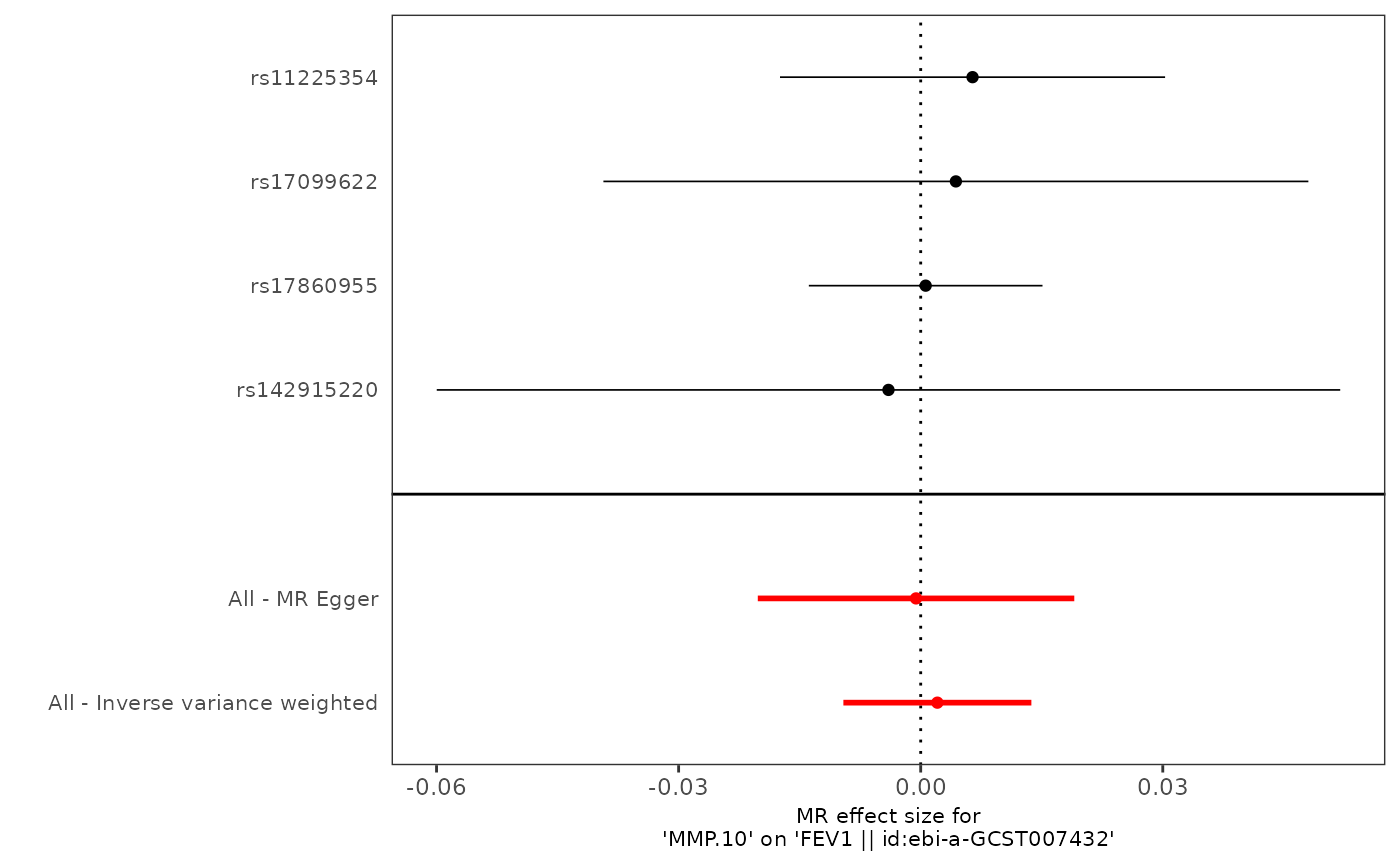 rs11225354
rs17099622
rs17860955
rs142915220
All - MR Egger
All - Inverse variance weighted
-0.06 -0.03 0.00 0.03
MR effect size for
'MMP.10' on 'FEV1 || id:ebi-a-GCST007432'